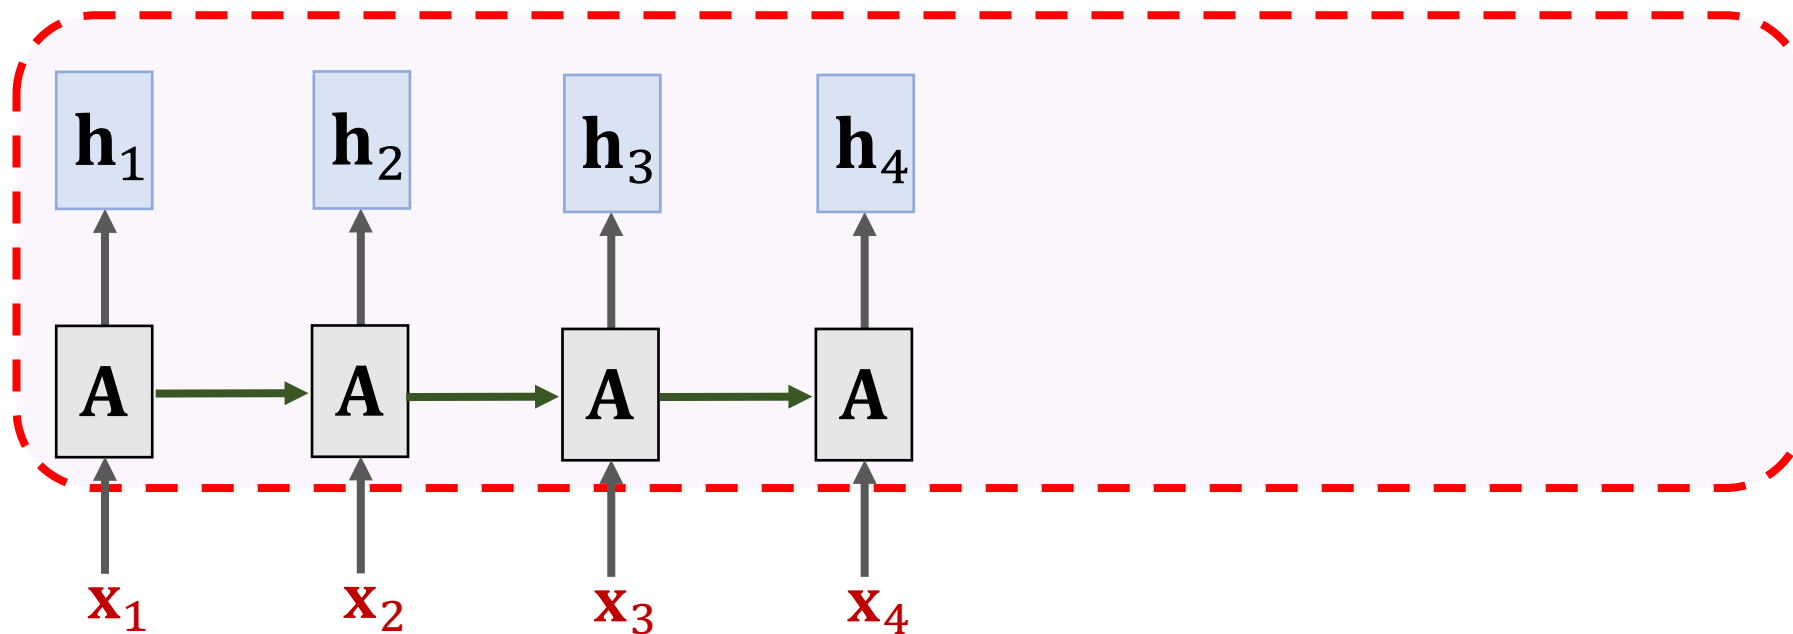 h₁ h₂ h₃ h₄
A A A A
x₁ x₂ x₃ x₄